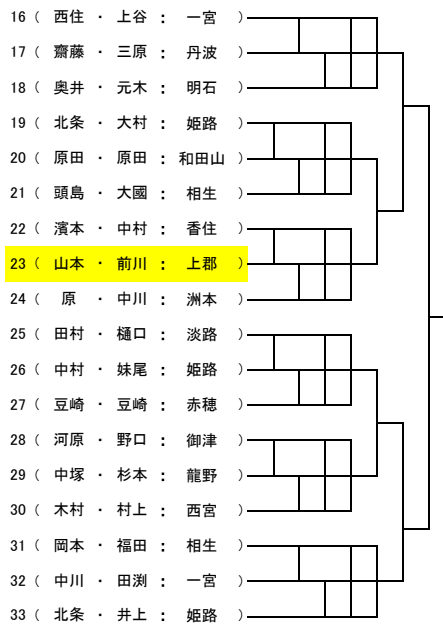 16 ( 西住 ・ 上谷 : 一宮 )
17 ( 齋藤 ・ 三原 : 丹波 )
18 ( 奥井 ・ 元木 : 明石 )
19 ( 北条 ・ 大村 : 姫路 )
20 ( 原田 ・ 原田 : 和田山 )
21 ( 頭島 ・ 大國 : 相生 )
22 ( 濱本 ・ 中村 : 香住 )
23 ( 山本 ・ 前川 : 上郡 )
24 ( 原 ・ 中川 : 洲本 )
25 ( 田村 ・ 樋口 : 淡路 )
26 ( 中村 ・ 妹尾 : 姫路 )
27 ( 豆崎 ・ 豆崎 : 赤穂 )
28 ( 河原 ・ 野口 : 御津 )
29 ( 中塚 ・ 杉本 : 龍野 )
30 ( 木村 ・ 村上 : 西宮 )
31 ( 岡本 ・ 福田 : 相生 )
32 ( 中川 ・ 田渕 : 一宮 )
33 ( 北条 ・ 井上 : 姫路 )